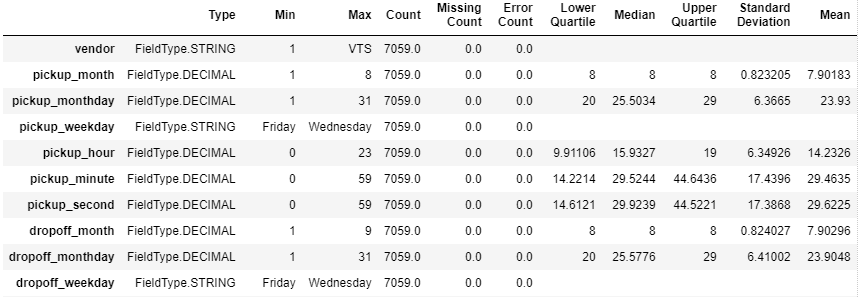 Type Min Max Count Missing Count Error Count Lower Quartile Median Upper Quartile Standard Deviation Mean
vendor FieldType.STRING 1 VTS 7059.0 0.0 0.0
pickup_month FieldType.DECIMAL 1 8 7059.0 0.0 0.0 8 8 8 0.823205 7.90183
pickup_monthday FieldType.DECIMAL 1 31 7059.0 0.0 0.0 20 25.5034 29 6.3665 23.93
pickup_weekday FieldType.STRING Friday Wednesday 7059.0 0.0 0.0
pickup_hour FieldType.DECIMAL 0 23 7059.0 0.0 0.0 9.91106 15.9327 19 6.34926 14.2326
pickup_minute FieldType.DECIMAL 0 59 7059.0 0.0 0.0 14.2214 29.5244 44.6436 17.4396 29.4635
pickup_second FieldType.DECIMAL 0 59 7059.0 0.0 0.0 14.6121 29.9239 44.5221 17.3868 29.6225
dropoff_month FieldType.DECIMAL 1 9 7059.0 0.0 0.0 8 8 8 0.824027 7.90296
dropoff_monthday FieldType.DECIMAL 1 31 7059.0 0.0 0.0 20 25.5776 29 6.41002 23.9048
dropoff_weekday FieldType.STRING Friday Wednesday 7059.0 0.0 0.0